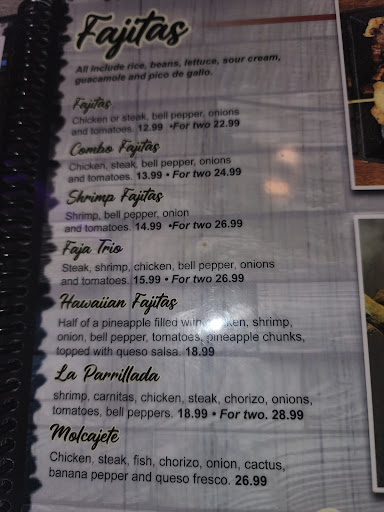 Fajitas
All include rice, beans, lettuce, sour cream,
guacamole and pico de gallo.
Fajitas
Chicken or steak, bell pepper, onions
and tomatoes. 12.99 •For two 22.99
Combo Fajitas
Chicken, steak, bell pepper, onions
and tomatoes. 13.99 • For two 24.99
Shrimp Fajitas
Shrimp, bell pepper, onion
and tomatoes. 14.99 •For two 26.99
Faja Trio
Steak, shrimp, chicken, bell pepper, onions
and tomatoes. 15.99 • For two 26.99
Hawaiian Fajitas
Half of a pineapple filled with chicken, shrimp,
onion, bell pepper, tomatoes, pineapple chunks,
topped with queso salsa. 18.99
La Parrillada
shrimp, carnitas, chicken, steak, chorizo, onions,
tomatoes, bell peppers. 18.99 • For two. 28.99
Molcajete
Chicken, steak, fish, chorizo, onion, cactus,
banana pepper and queso fresco. 26.99